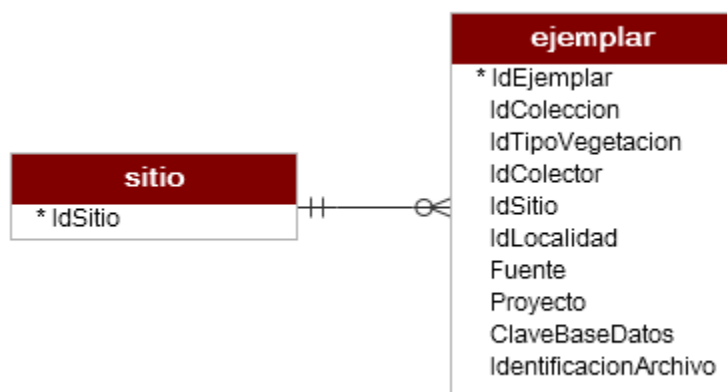 sitio
* IdSitio
ejemplar
* IdEjemplar
IdColeccion
IdTipoVegetacion
IdColector
IdSitio
IdLocalidad
Fuente
Proyecto
ClaveBaseDatos
IdentificacionArchivo